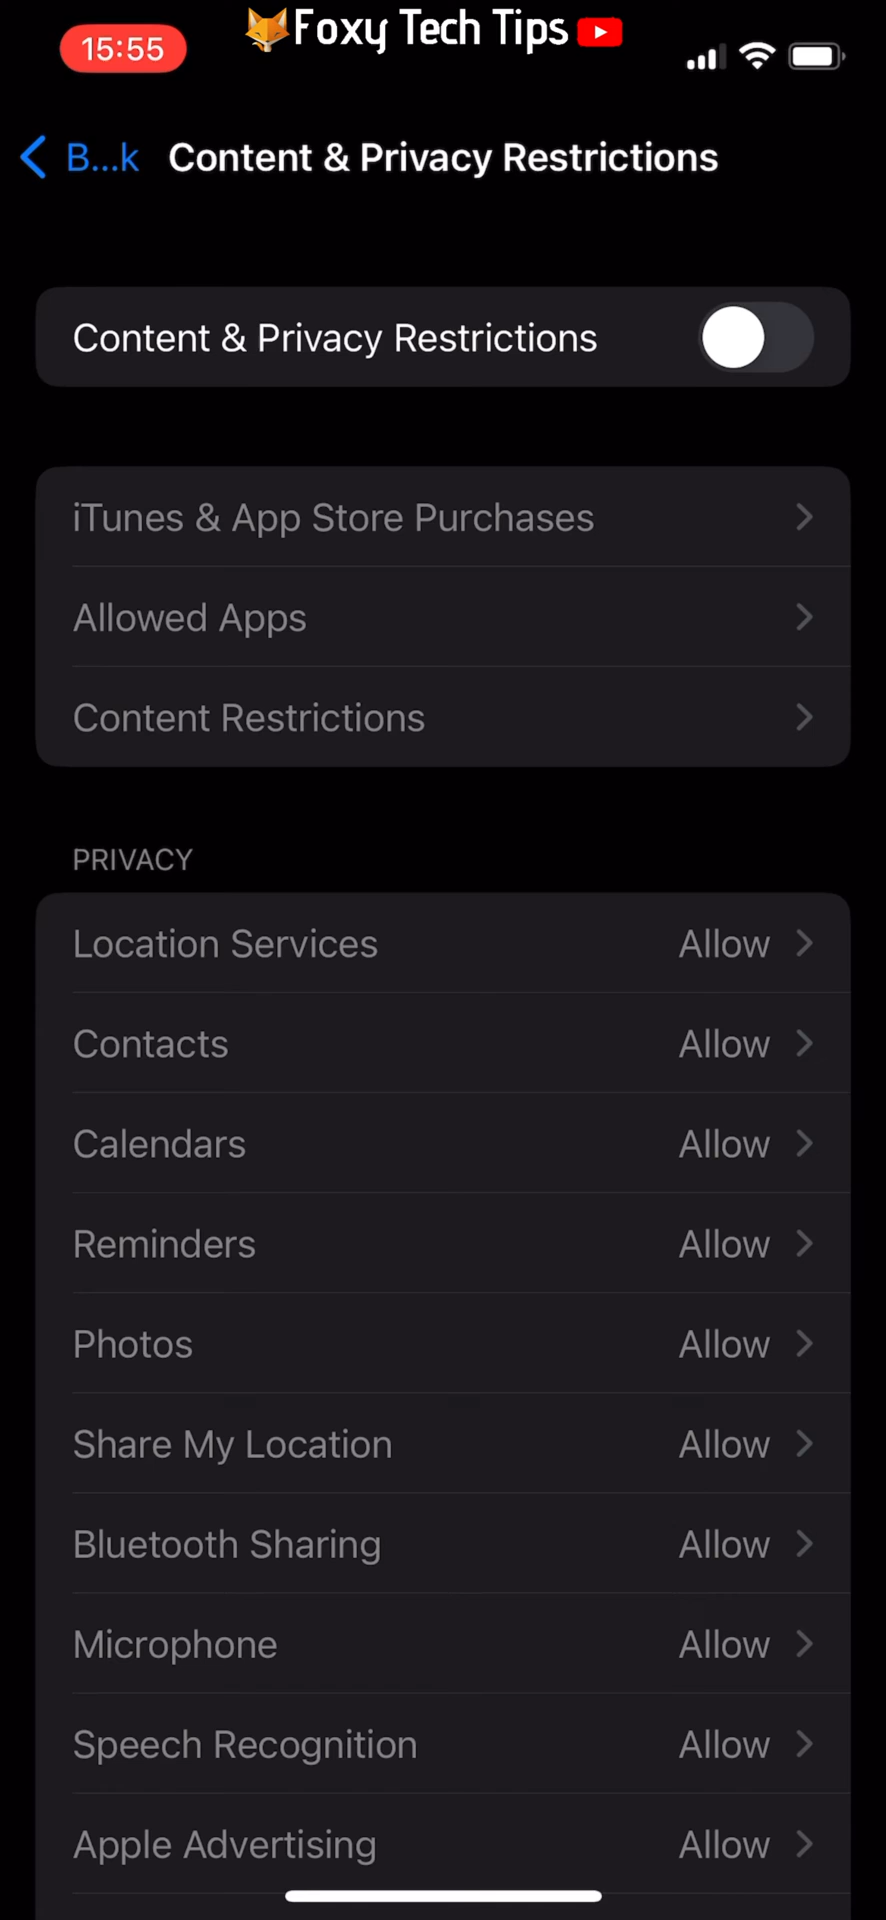 Foxy Tech Tips
15:55
B...k Content & Privacy Restrictions
Content & Privacy Restrictions
iTunes & App Store Purchases
Allowed Apps
Content Restrictions
PRIVACY
Location Services Allow
Contacts Allow
Calendars Allow
Reminders Allow
Photos Allow
Share My Location Allow
Bluetooth Sharing Allow
Microphone Allow
Speech Recognition Allow
Apple Advertising Allow